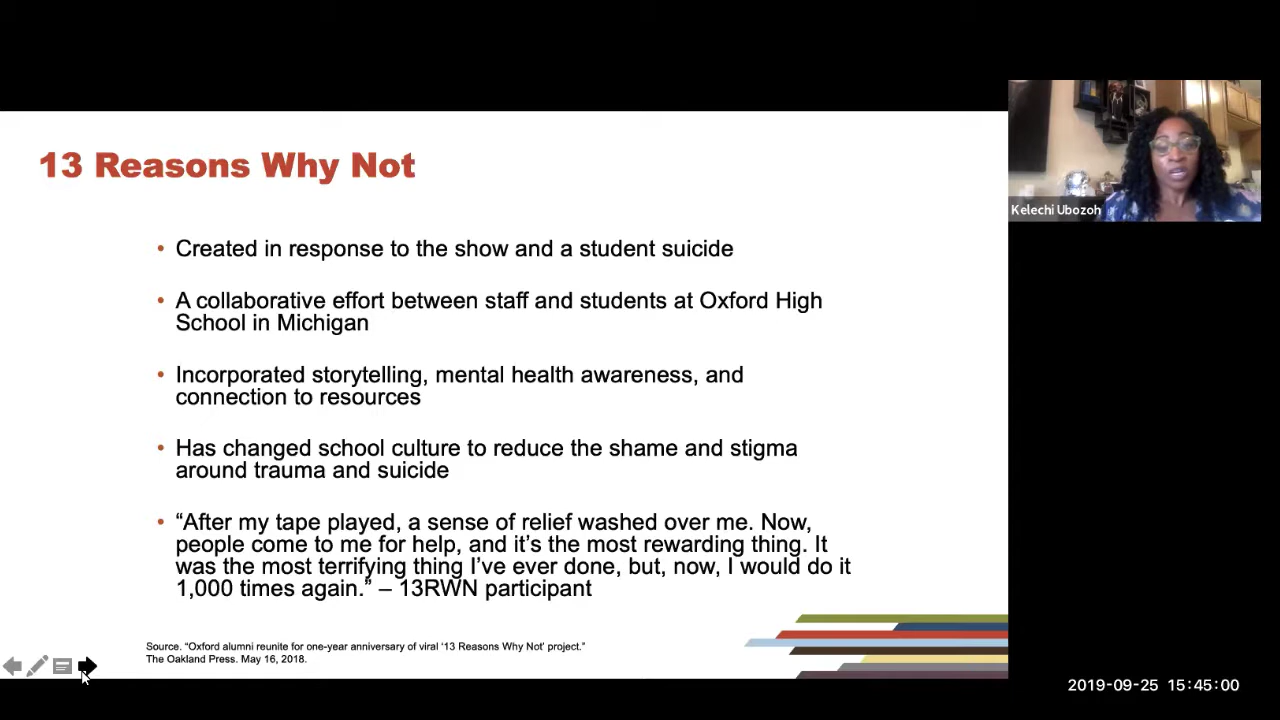 13 Reasons Why Not
• Created in response to the show and a student suicide
• A collaborative effort between staff and students at Oxford High
School in Michigan
• Incorporated storytelling, mental health awareness, and
connection to resources
• Has changed school culture to reduce the shame and stigma
around trauma and suicide
• “After my tape played, a sense of relief washed over me. Now,
people come to me for help, and it’s the most rewarding thing. It
was the most terrifying thing I’ve ever done, but, now, I would do it
1,000 times again.” – 13RWN participant
Source. “Oxford alumni reunite for one-year anniversary of viral ‘13 Reasons Why Not’ project.”
The Oakland Press. May 16, 2018.
Kelechi Ubozoh
2019-09-25 15:45:00